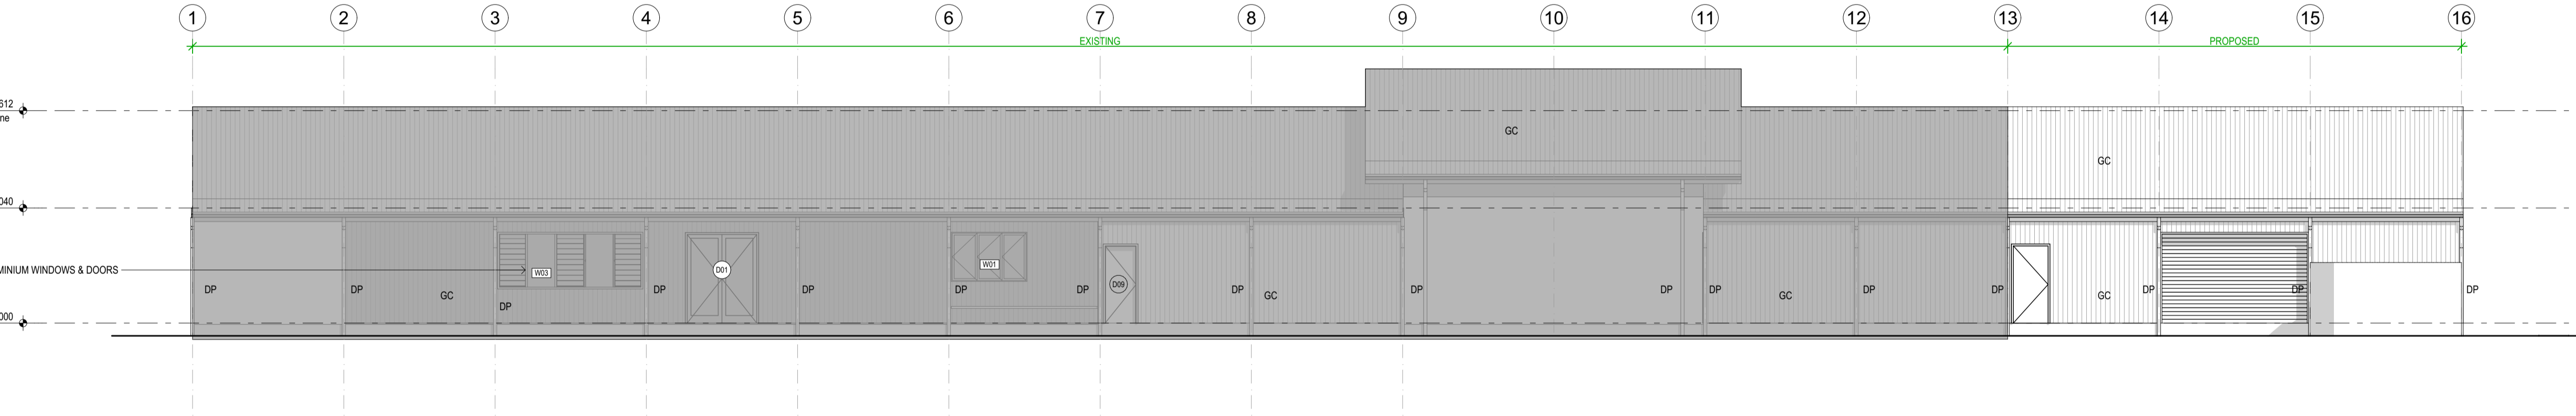 1 2 3 4 5 6 7 8 9 10 11 12 13 14 15 16
EXISTING PROPOSED
612
ne
GC
GC
040
MINIUM WINDOWS & DOORS
W03 D01 W01 D09
DP DP GC DP DP DP DP DP DP GC DP DP DP GC DP DP GC DP DP DP
000